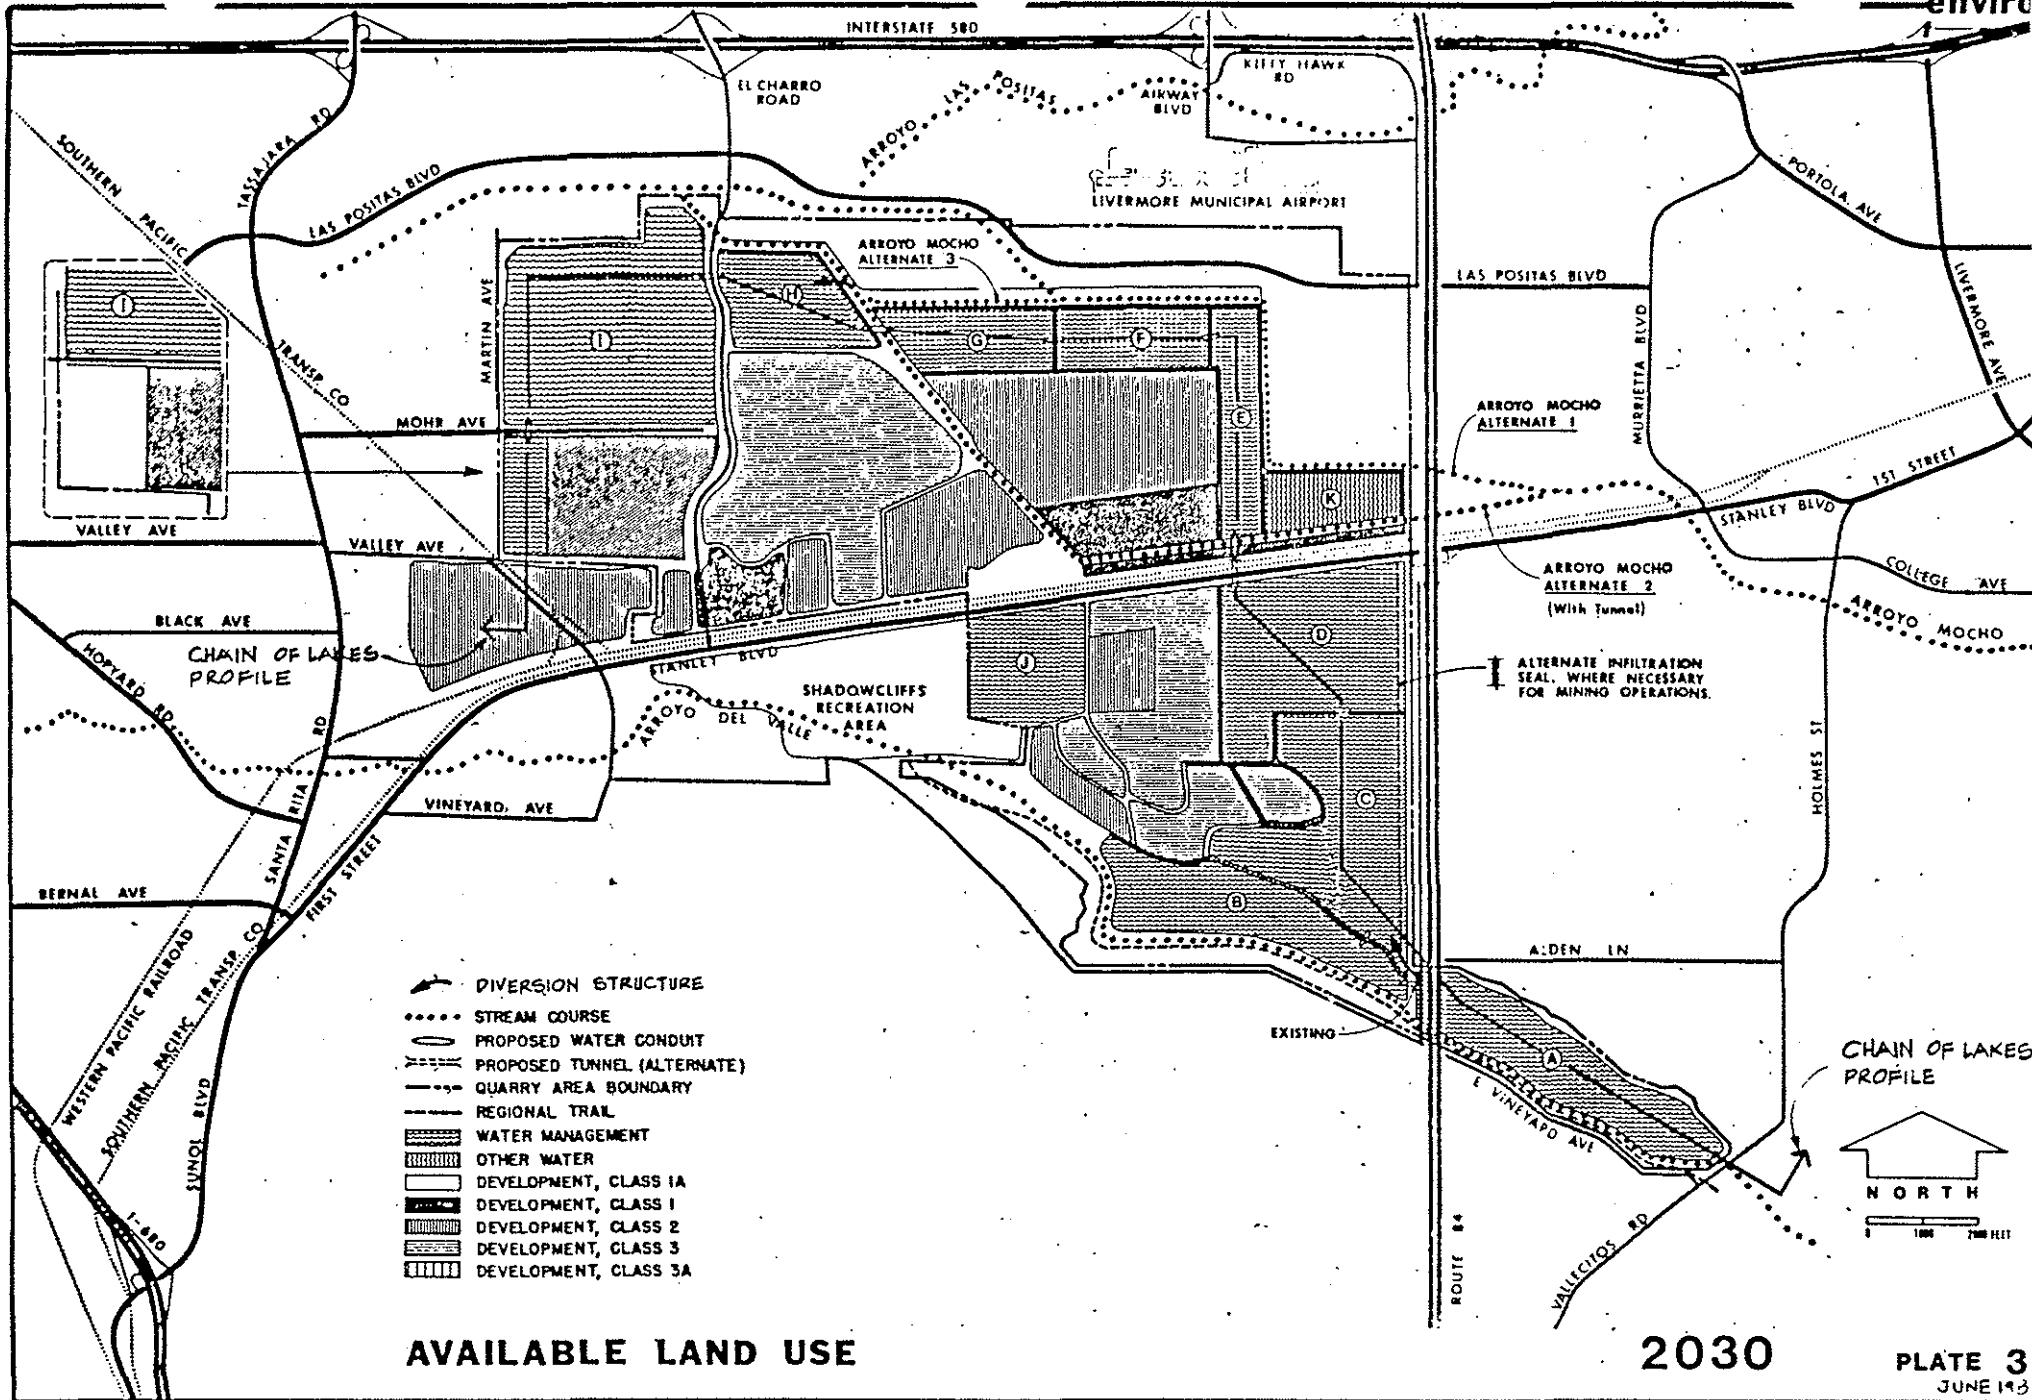 INTERSTATE 580
EL CHARRO
ROAD
KITTY HAWK
RD
AIRWAY
BLVD
ARROYO LAS POSITAS
SOUTHERN PACIFIC TRANSP. CO
TASSAJARA RD
LAS POSITAS BLVD
LIVERMORE MUNICIPAL AIRPORT
ARROYO MOCHO
ALTERNATE 3
PORTOLA AVE
LIVERMORE AVE
LAS POSITAS BLVD
MURRIETTA BLVD
MARTIN AVE
I
I
H
G
F
E
K
MOHR AVE
ARROYO MOCHO
ALTERNATE 1
1ST STREET
STANLEY BLVD
VALLEY AVE
VALLEY AVE
ARROYO MOCHO
ALTERNATE 2
(With Tunnel)
COLLEGE AVE
ARROYO MOCHO
BLACK AVE
HOPYARD RD
CHAIN OF LAKES
PROFILE
STANLEY BLVD
J
D
ALTERNATE INFILTRATION
SEAL, WHERE NECESSARY
FOR MINING OPERATIONS.
SHADOWCLIFFS
RECREATION
AREA
ARROYO DEL VALLE
HOLMES ST
SANTA RITA RD
VINEYARD AVE
C
B
FIRST STREET
BERNAL AVE
ALDEN LN
WESTERN PACIFIC RAILROAD
SOUTHERN PACIFIC TRANSP CO
SUNOL BLVD
I-680
EXISTING
A
E VINEYARD AVE
CHAIN OF LAKES
PROFILE
NORTH
0 1000 2000 FEET
ROUTE 84
VALLECITOS RD
DIVERSION STRUCTURE
STREAM COURSE
PROPOSED WATER CONDUIT
PROPOSED TUNNEL (ALTERNATE)
QUARRY AREA BOUNDARY
REGIONAL TRAIL
WATER MANAGEMENT
OTHER WATER
DEVELOPMENT, CLASS 1A
DEVELOPMENT, CLASS 1
DEVELOPMENT, CLASS 2
DEVELOPMENT, CLASS 3
DEVELOPMENT, CLASS 3A
AVAILABLE LAND USE
2030
PLATE 3
JUNE